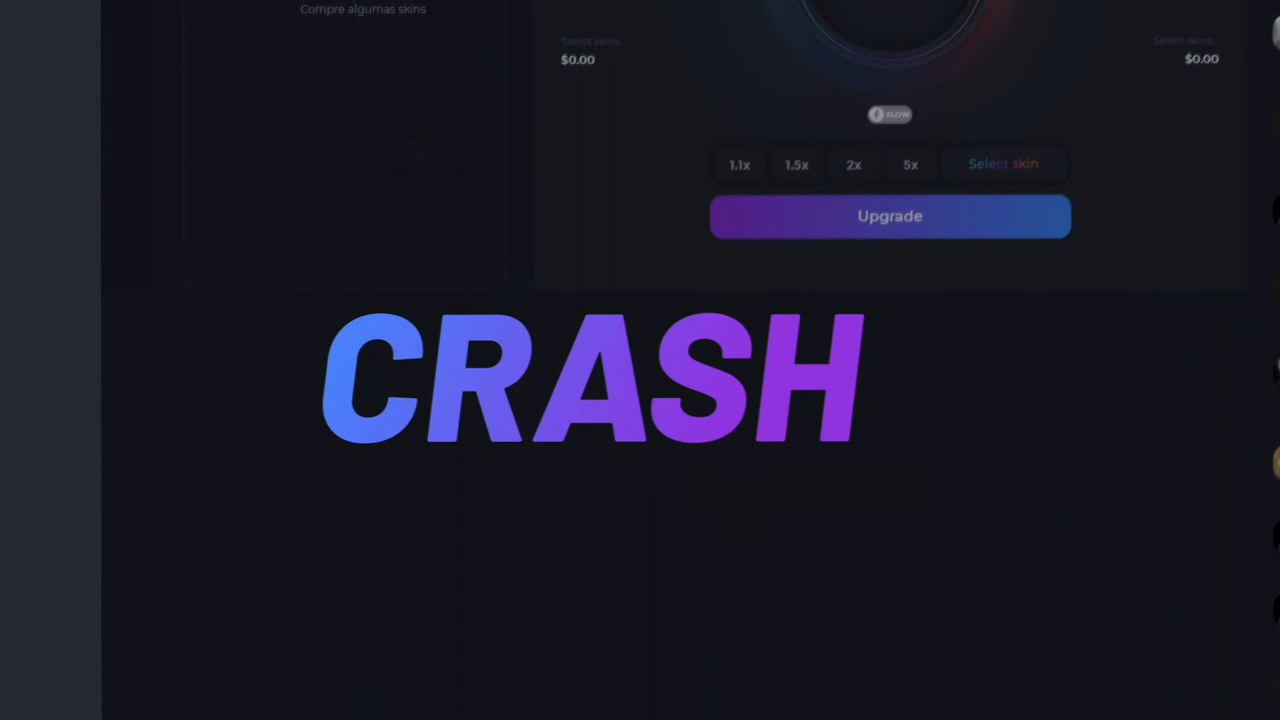 Compre algumas skins
Select skins
$0.00
Select skins
$0.00
SLOW
1.1x
1.5x
2x
5x
Select skin
Upgrade
CRASH